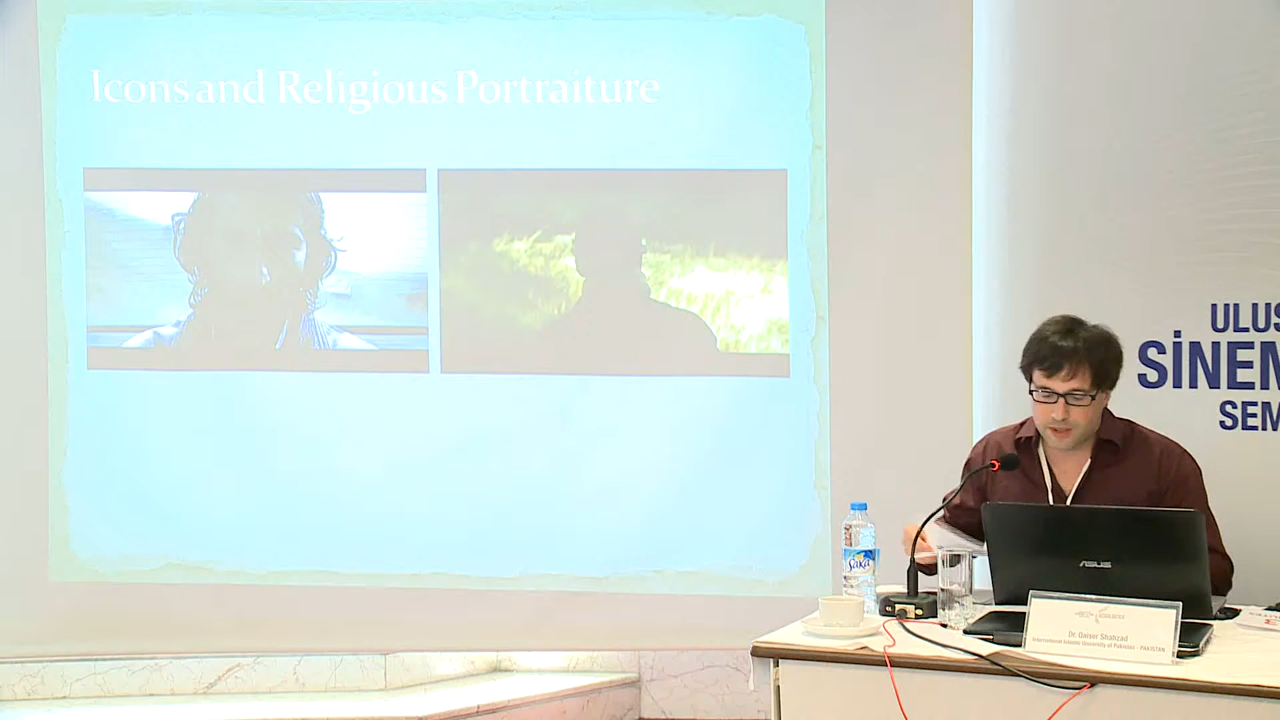 Icons and Religious Portraiture
ULUS
SİNEM
SEM
Saka
ASUS
Dr. Qaiser Shahzad
International Islamic University of Pakistan - PAKISTAN